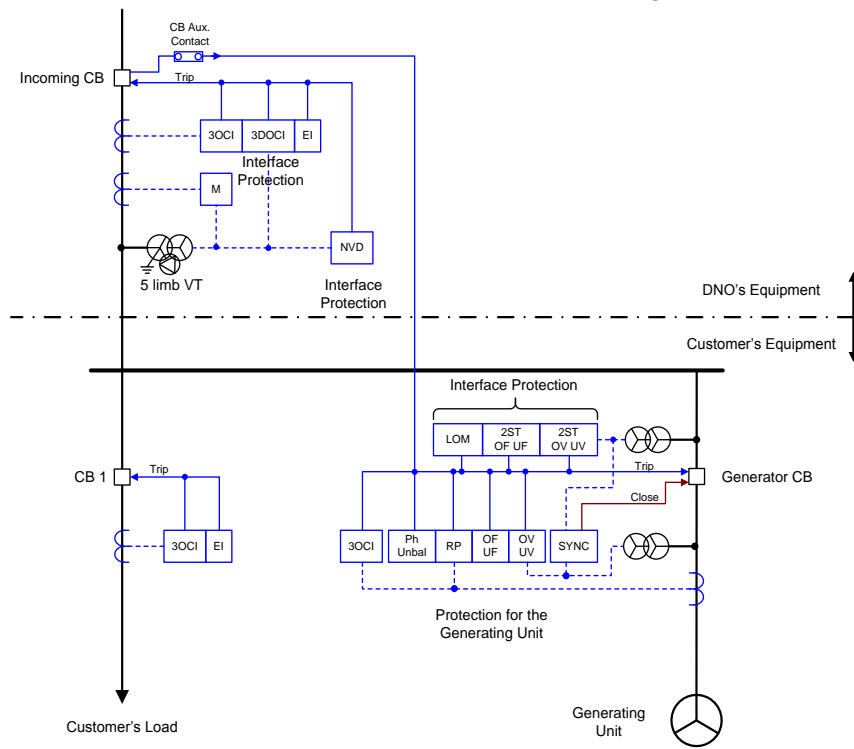 CB Aux.
Contact
Incoming CB
Trip
3OCI
3DOCI
EI
Interface
Protection
M
NVD
5 limb VT
Interface
Protection
DNO's Equipment
Customer's Equipment
Interface Protection
LOM
2ST
OF UF
2ST
OV UV
CB 1
Trip
Trip
Generator CB
Close
3OCI
EI
3OCI
Ph
Unbal
RP
OF
UF
OV
UV
SYNC
Protection for the
Generating Unit
Customer's Load
Generating
Unit